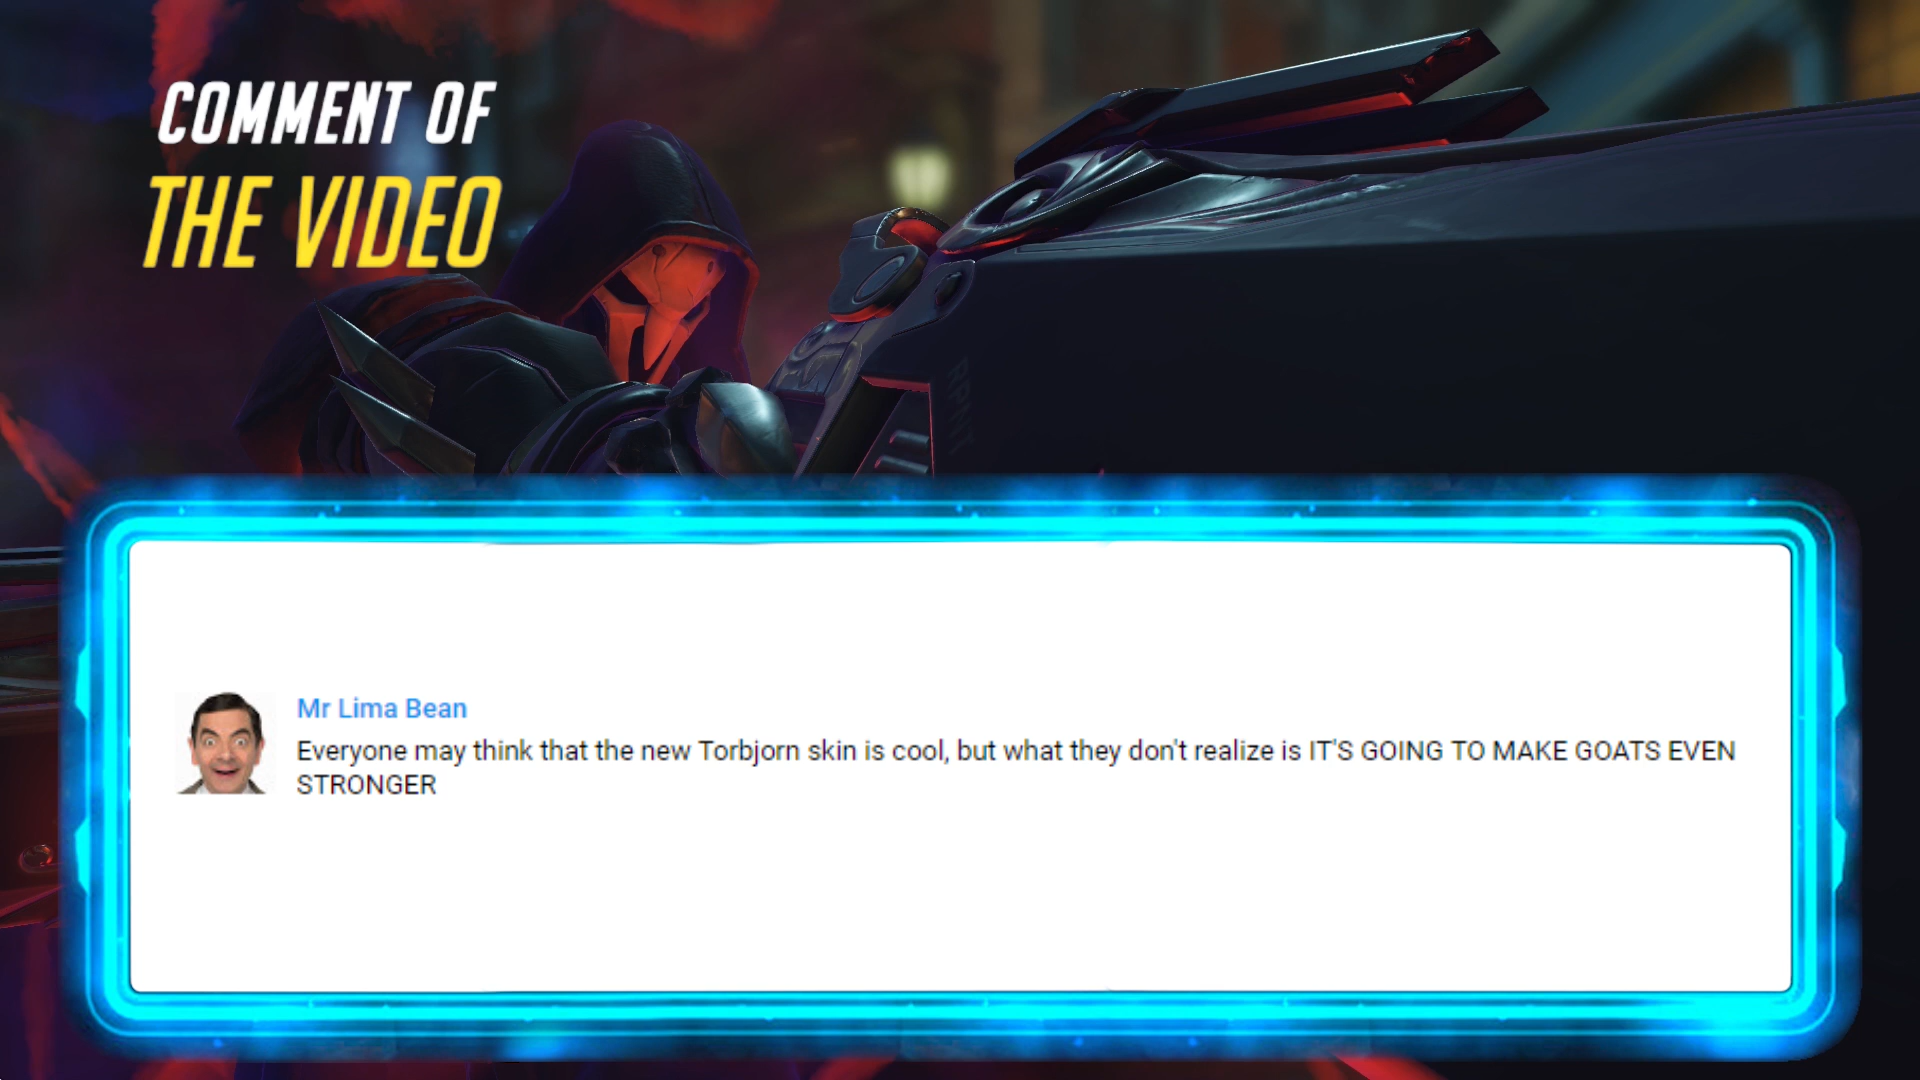 COMMENT OF
THE VIDEO
Mr Lima Bean
Everyone may think that the new Torbjorn skin is cool, but what they don't realize is IT'S GOING TO MAKE GOATS EVEN
STRONGER